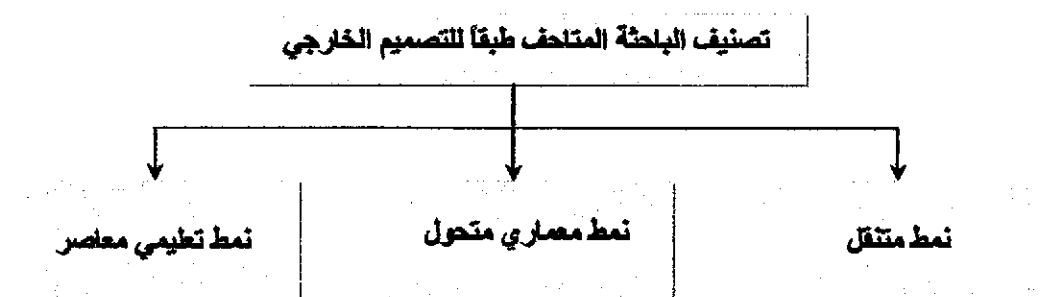 تصنيف الباحثة المتاحف طبقاً للتصميم الخارجي
نمط متنقل
نمط معماري متحول
نمط تعليمي معاصر